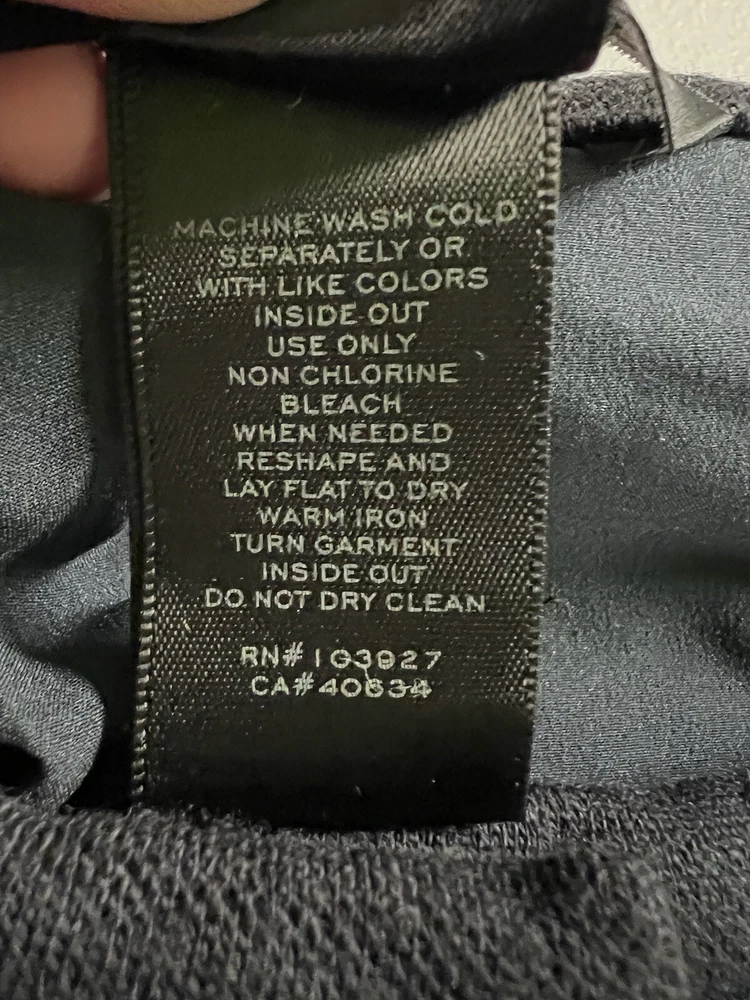 MACHINE WASH COLD
SEPARATELY OR
WITH LIKE COLORS
INSIDE OUT
USE ONLY
NON CHLORINE
BLEACH
WHEN NEEDED
RESHAPE AND
LAY FLAT TO DRY
WARM IRON
TURN GARMENT
INSIDE OUT
DO NOT DRY CLEAN
RN# 103927
CA#40634